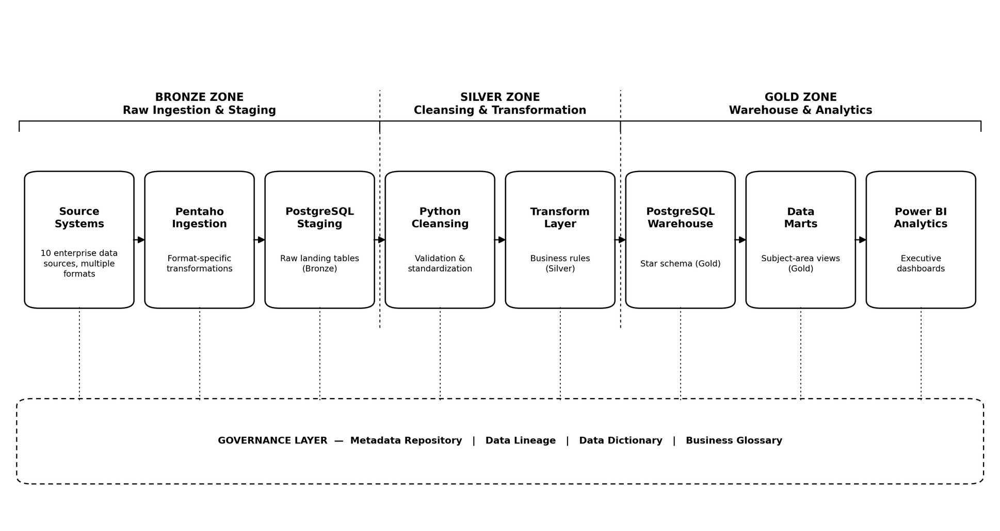 BRONZE ZONE
Raw Ingestion & Staging
SILVER ZONE
Cleansing & Transformation
GOLD ZONE
Warehouse & Analytics
Source
Systems
10 enterprise data
sources, multiple
formats
Pentaho
Ingestion
Format-specific
transformations
PostgreSQL
Staging
Raw landing tables
(Bronze)
Python
Cleansing
Validation &
standardization
Transform
Layer
Business rules
(Silver)
PostgreSQL
Warehouse
Star schema (Gold)
Data
Marts
Subject-area views
(Gold)
Power BI
Analytics
Executive
dashboards
GOVERNANCE LAYER — Metadata Repository | Data Lineage | Data Dictionary | Business Glossary